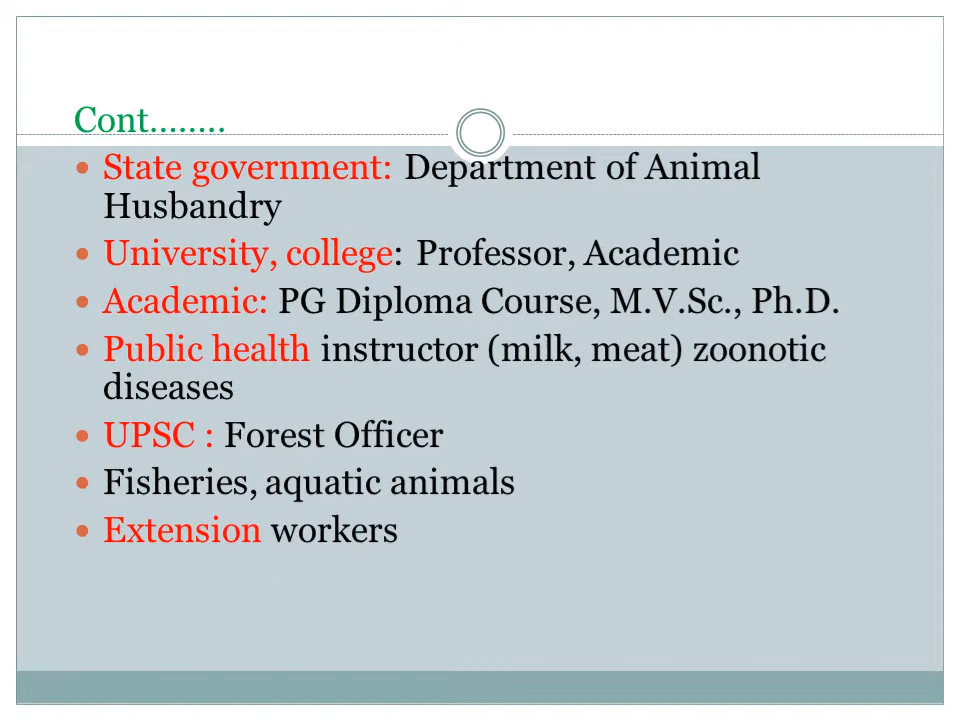 Cont........
• State government: Department of Animal
Husbandry
• University, college: Professor, Academic
• Academic: PG Diploma Course, M.V.Sc., Ph.D.
• Public health instructor (milk, meat) zoonotic
diseases
• UPSC : Forest Officer
• Fisheries, aquatic animals
• Extension workers